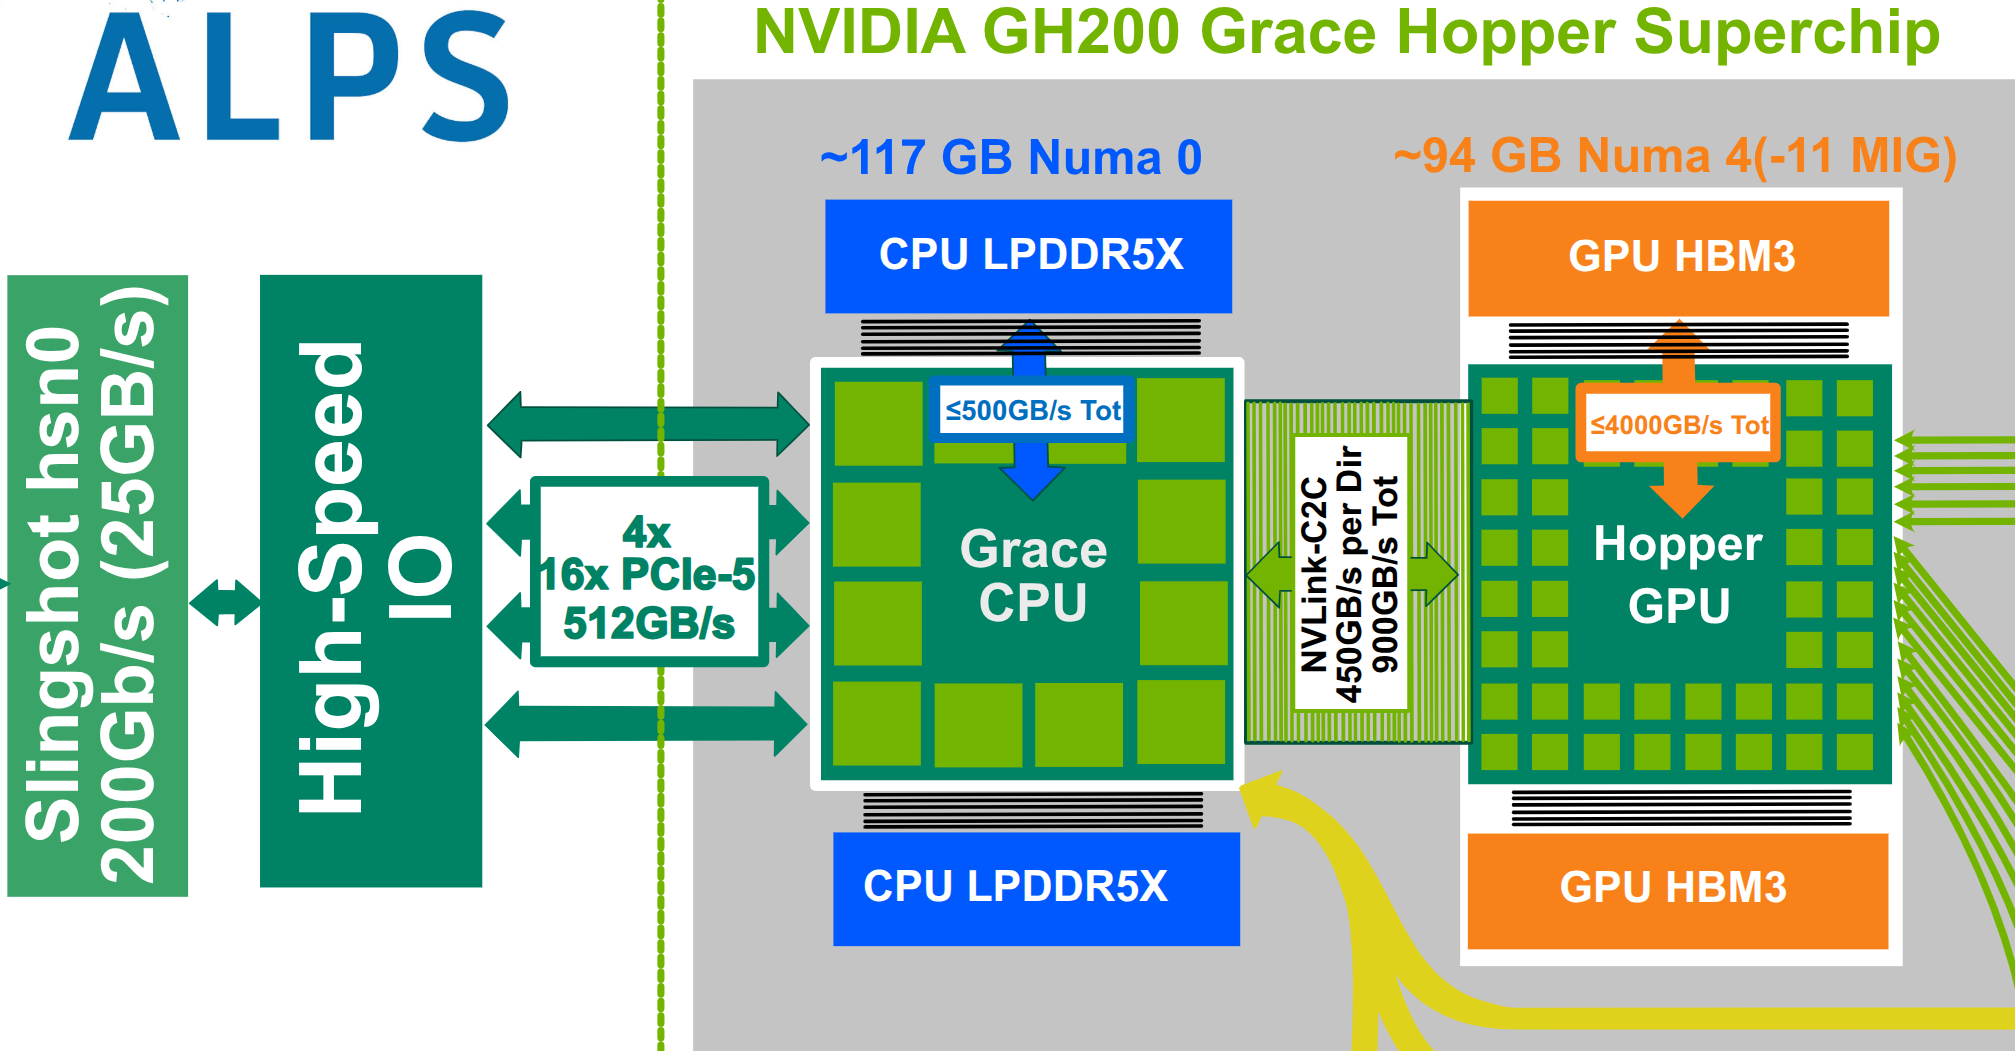 ALPS
NVIDIA GH200 Grace Hopper Superchip
~117 GB Numa 0
~94 GB Numa 4(-11 MIG)
CPU LPDDR5X
GPU HBM3
Slingshot hsn0
200Gb/s (25GB/s)
High-Speed
IO
4x
16x PCIe-5
512GB/s
≤500GB/s Tot
Grace
CPU
NVLink-C2C
450GB/s per Dir
900GB/s Tot
≤4000GB/s Tot
Hopper
GPU
CPU LPDDR5X
GPU HBM3